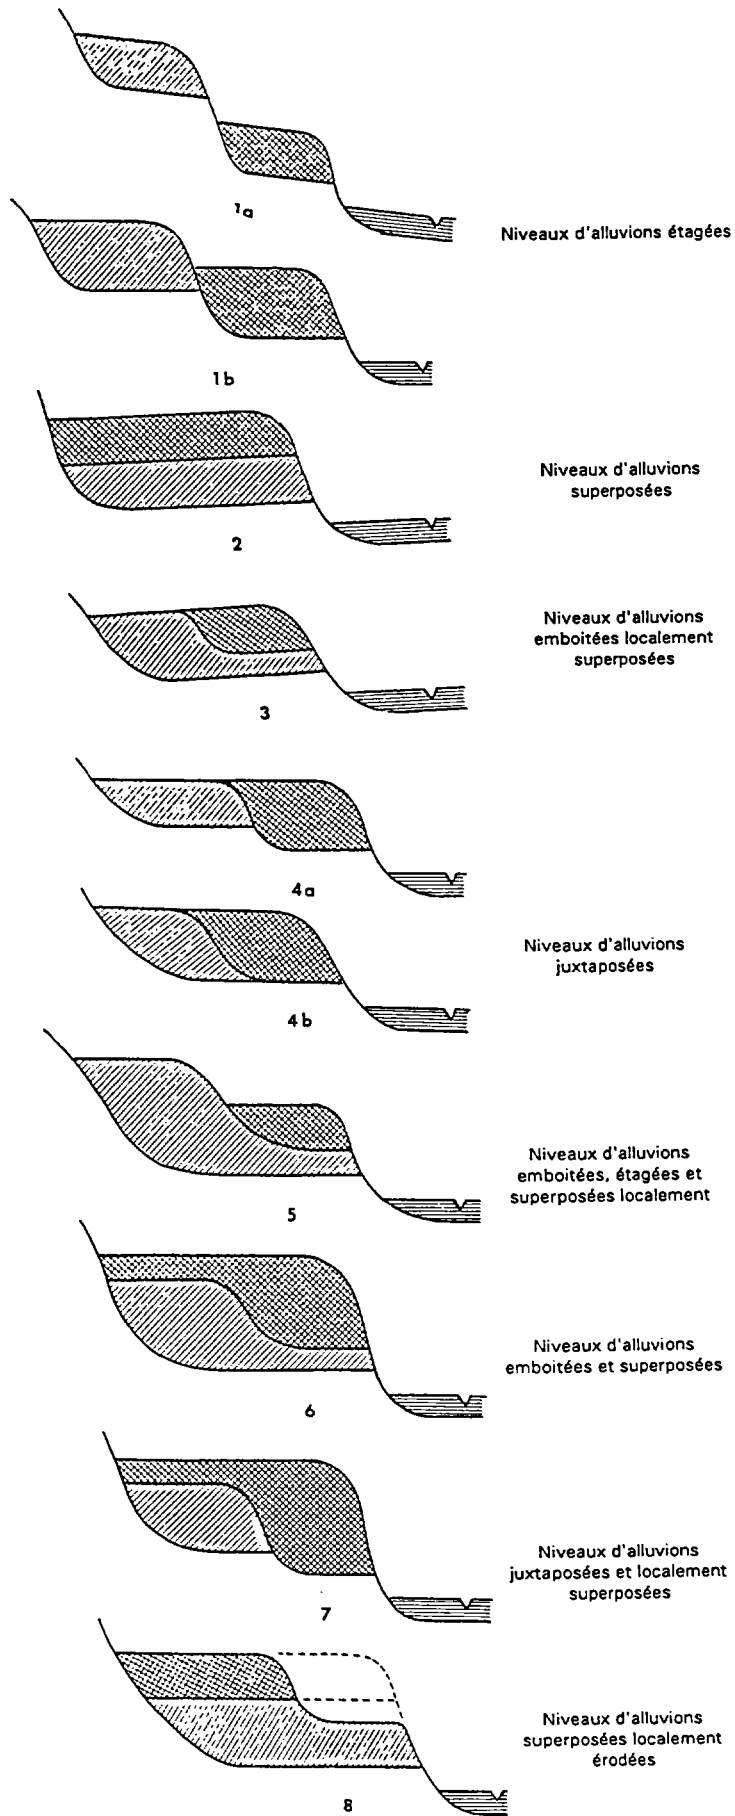 1a
Niveaux d'alluvions étagées
1b
Niveaux d'alluvions
superposées
2
Niveaux d'alluvions
emboitées localement
superposées
3
4a
Niveaux d'alluvions
juxtaposées
4b
Niveaux d'alluvions
emboitées, étagées et
superposées localement
5
Niveaux d'alluvions
emboitées et superposées
6
Niveaux d'alluvions
juxtaposées et localement
superposées
7
Niveaux d'alluvions
superposées localement
érodées
8